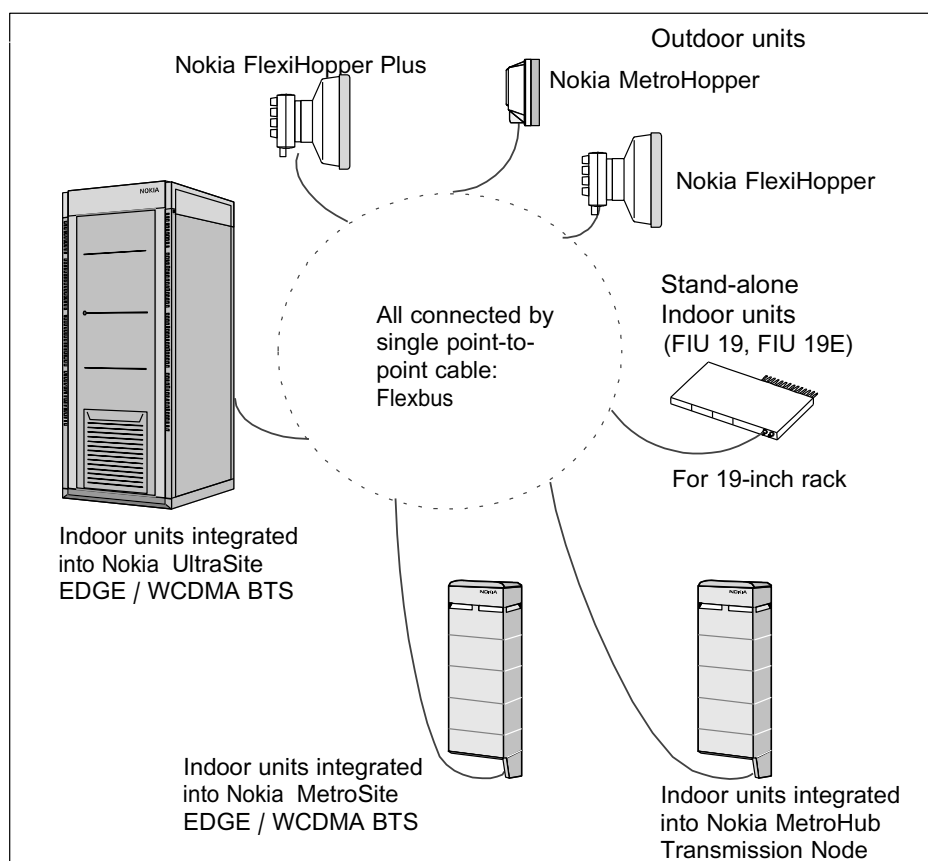 Outdoor units
Nokia FlexiHopper Plus
Nokia MetroHopper
Nokia FlexiHopper
NOKIA
Stand-alone
Indoor units
(FIU 19, FIU 19E)
All connected by
single point-to-
point cable:
Flexbus
For 19-inch rack
Indoor units integrated
into Nokia UltraSite
EDGE / WCDMA BTS
NOKIA
NOKIA
Indoor units integrated
into Nokia MetroSite
EDGE / WCDMA BTS
Indoor units integrated
into Nokia MetroHub
Transmission Node